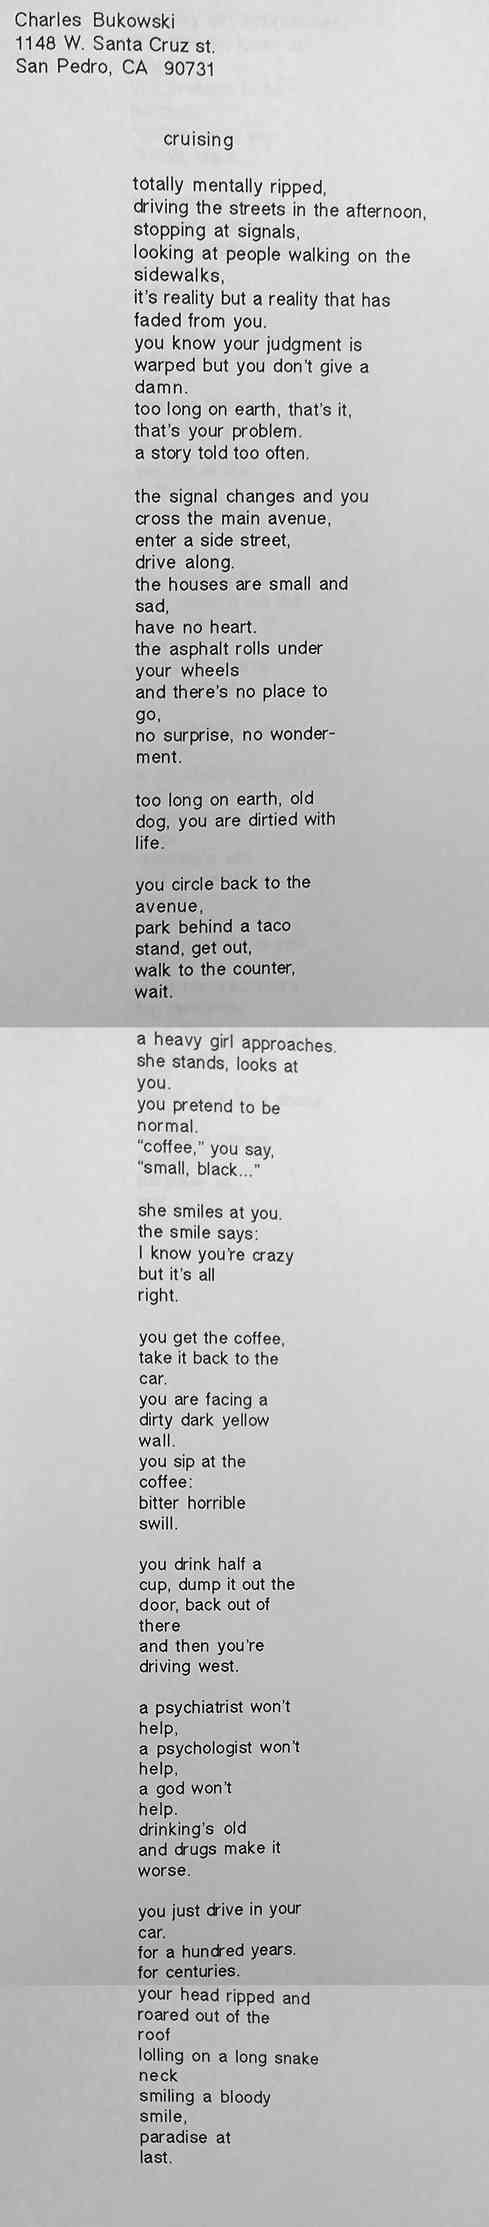 Charles Bukowski
1148 W. Santa Cruz st.
San Pedro, CA 90731
cruising
totally mentally ripped,
driving the streets in the afternoon,
stopping at signals,
looking at people walking on the
sidewalks,
it's reality but a reality that has
faded from you.
you know your judgment is
warped but you don't give a
damn.
too long on earth, that's it,
that's your problem.
a story told too often.
the signal changes and you
cross the main avenue,
enter a side street,
drive along.
the houses are small and
sad,
have no heart.
the asphalt rolls under
your wheels
and there's no place to
go,
no surprise, no wonder-
ment.
too long on earth, old
dog, you are dirtied with
life.
you circle back to the
avenue,
park behind a taco
stand, get out,
walk to the counter,
wait.
a heavy girl approaches.
she stands, looks at
you.
you pretend to be
normal.
"coffee," you say,
"small, black..."
she smiles at you.
the smile says:
I know you're crazy
but it's all
right.
you get the coffee,
take it back to the
car.
you are facing a
dirty dark yellow
wall.
you sip at the
coffee:
bitter horrible
swill.
you drink half a
cup, dump it out the
door, back out of
there
and then you're
driving west.
a psychiatrist won't
help,
a psychologist won't
help,
a god won't
help.
drinking's old
and drugs make it
worse.
you just drive in your
car.
for a hundred years.
for centuries.
your head ripped and
roared out of the
roof
lolling on a long snake
neck
smiling a bloody
smile,
paradise at
last.